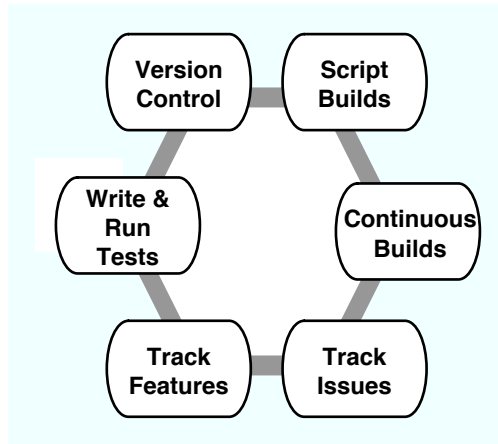 Version
Control
Script
Builds
Write &
Run
Tests
Continuous
Builds
Track
Features
Track
Issues